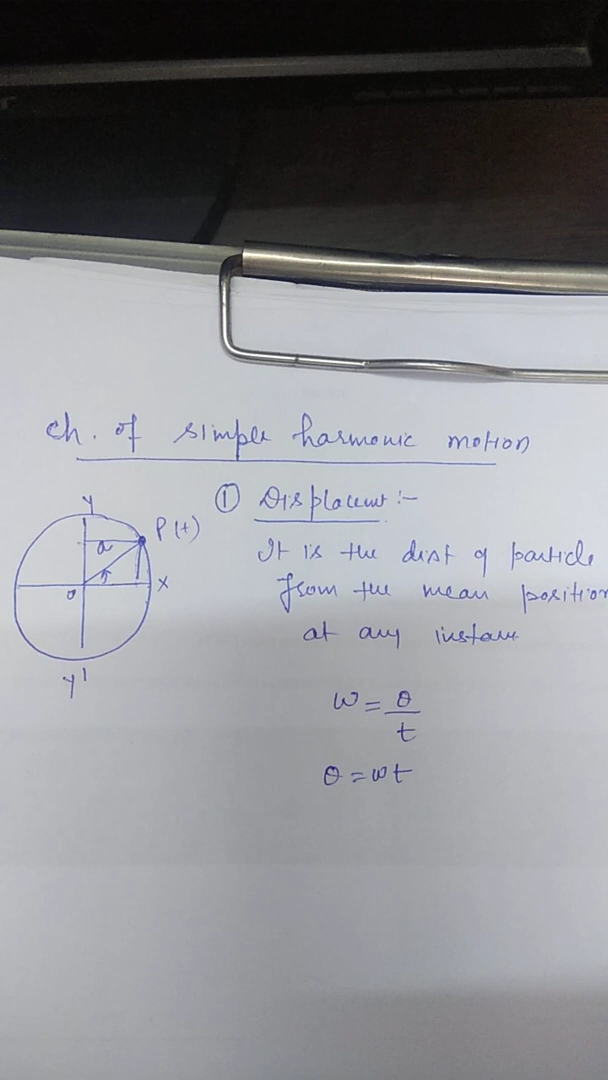 Ch. of simple harmonic motion
① Displacemt :-
It is the dist of particle
from the mean position
at any instant
ω = θ
t
θ = ωt
Y
P(t)
a
O
X
Y'